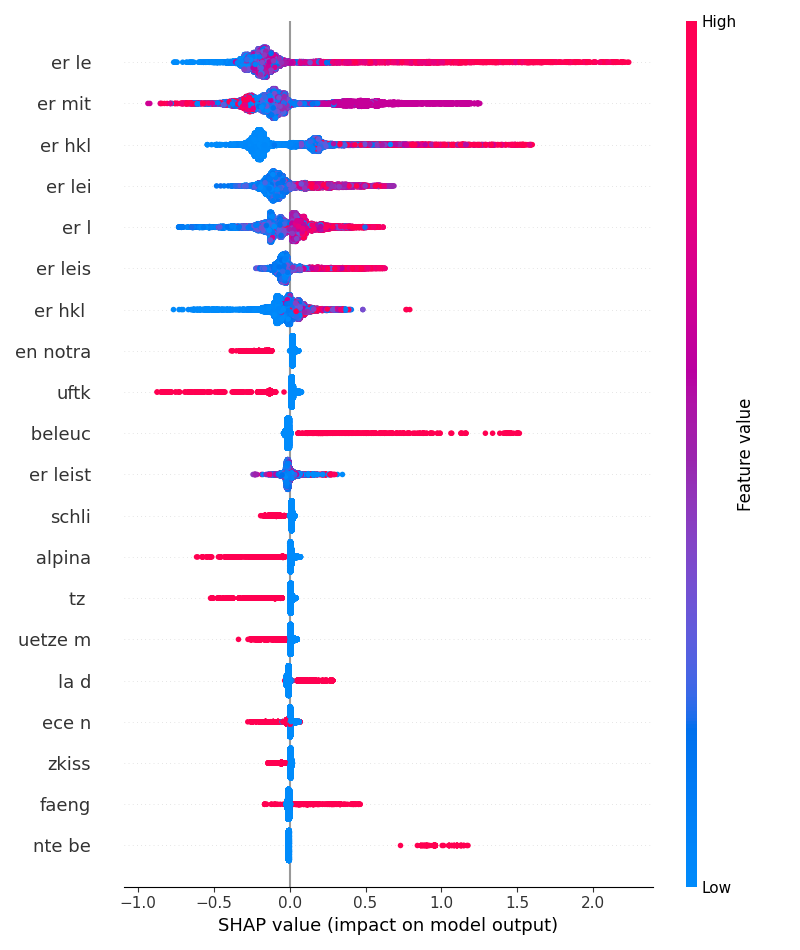 High
er le
er mit
er hkl
er lei
er l
er leis
er hkl
en notra
uftk
beleuc
er leist
schli
alpina
tz
uetze m
la d
ece n
zkiss
faeng
nte be
Feature value
Low
−1.0 −0.5 0.0 0.5 1.0 1.5 2.0
SHAP value (impact on model output)